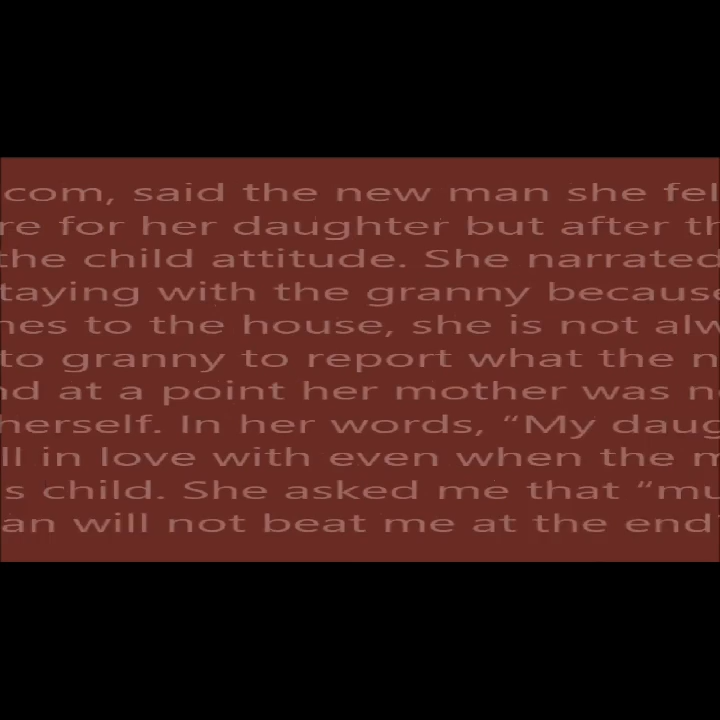 com, said the new man she fel
re for her daughter but after th
the child attitude. She narrated
taying with the granny because
nes to the house, she is not alw
to granny to report what the n
nd at a point her mother was no
herself. In her words, “My daug
ll in love with even when the m
s child. She asked me that “mu
an will not beat me at the end